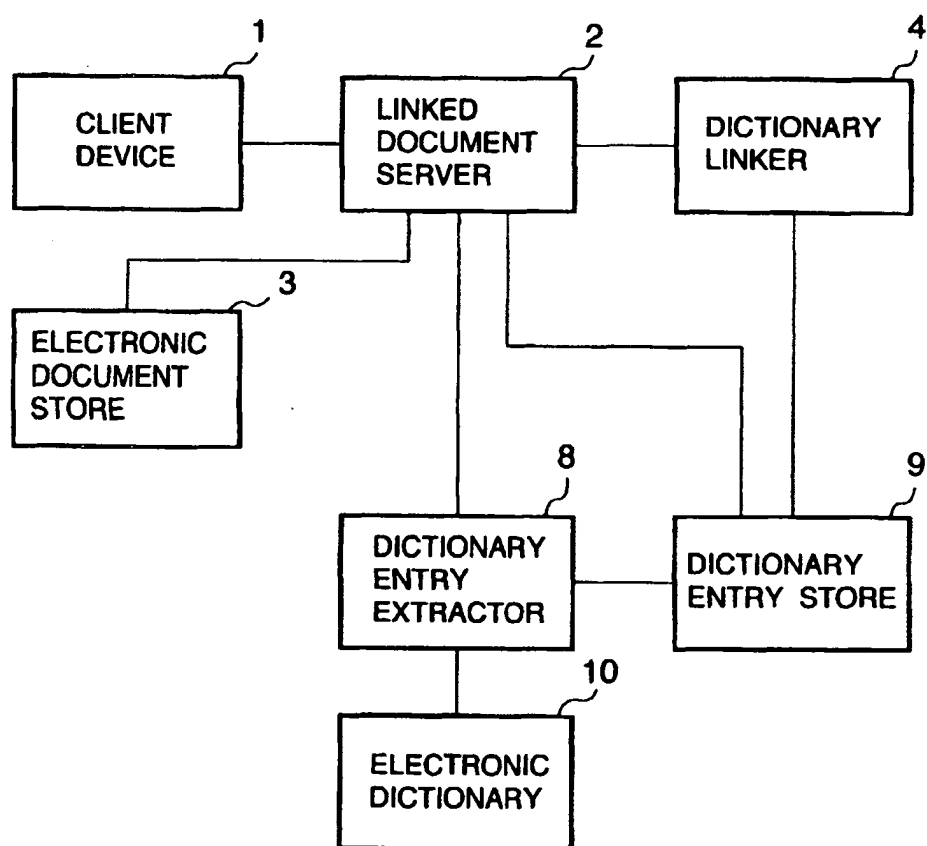 1
CLIENT
DEVICE
2
LINKED
DOCUMENT
SERVER
4
DICTIONARY
LINKER
3
ELECTRONIC
DOCUMENT
STORE
8
DICTIONARY
ENTRY
EXTRACTOR
9
DICTIONARY
ENTRY STORE
10
ELECTRONIC
DICTIONARY